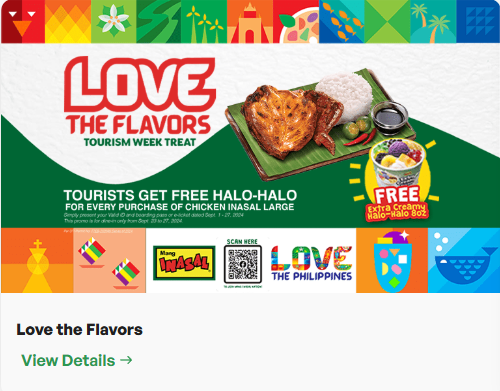 LOVE
THE FLAVORS
TOURISM WEEK TREAT
TOURISTS GET FREE HALO-HALO
FOR EVERY PURCHASE OF CHICKEN INASAL LARGE
Simply present your Valid ID and boarding pass or e-ticket dated Sept. 1 - 27, 2024
This promo is for dine-in only from Sept. 23 to 27, 2024.
FREE
Extra Creamy
Halo-Halo 8oz
SCAN HERE
Mang
INASAL
LOVE
THE PHILIPPINES
Love the Flavors
View Details →